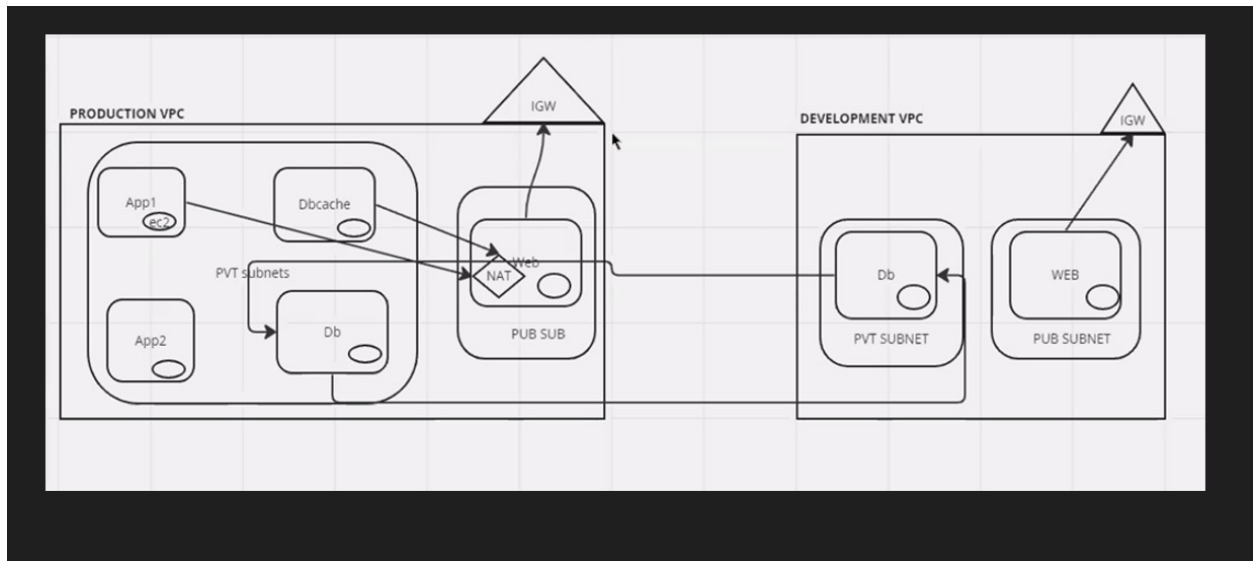 IGW
PRODUCTION VPC
App1
ec2
Dbcache
PVT subnets
Web
NAT
App2
Db
PUB SUB
IGW
DEVELOPMENT VPC
Db
PVT SUBNET
WEB
PUB SUBNET